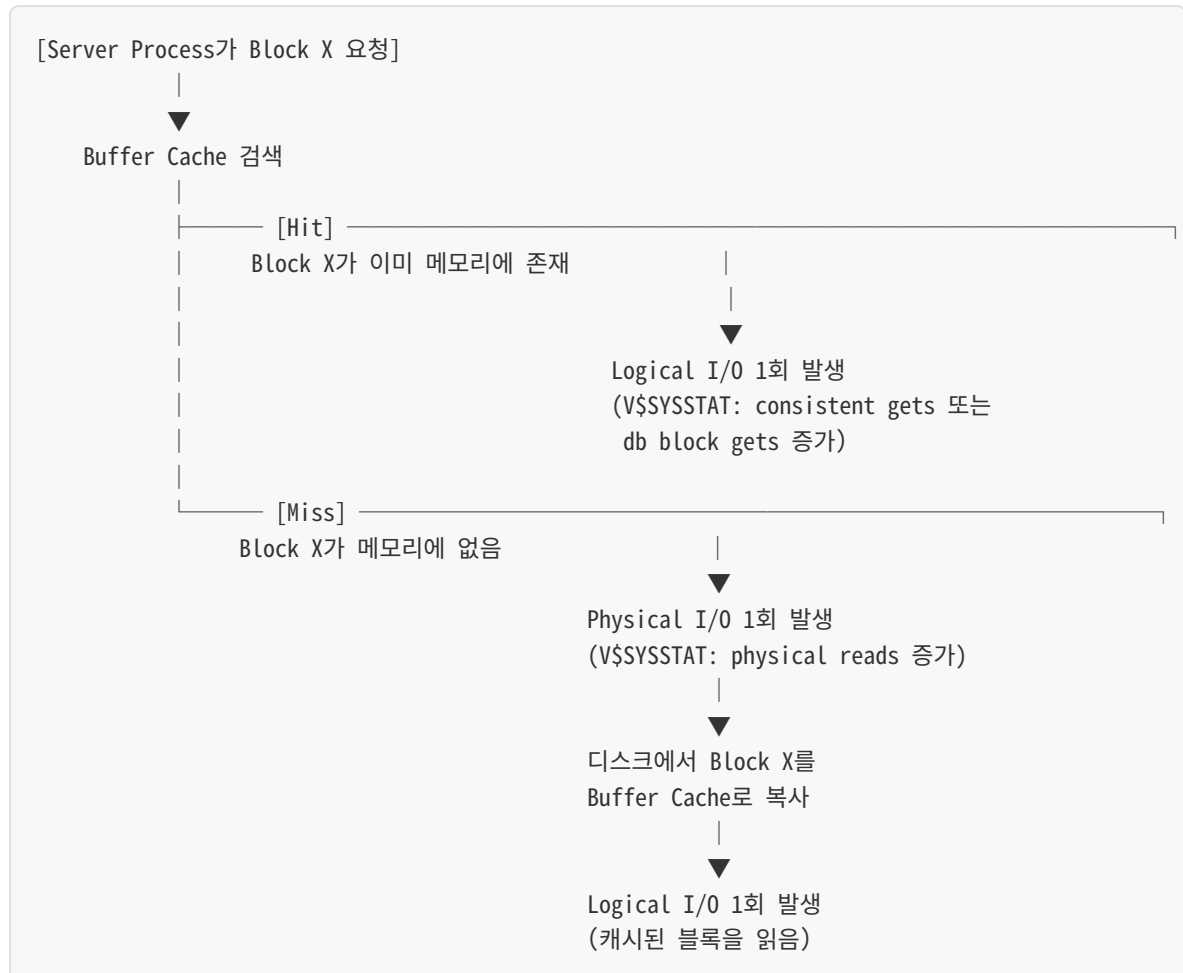 [Server Process가 Block X 요청]
Buffer Cache 검색
[Hit]
Block X가 이미 메모리에 존재
Logical I/O 1회 발생
(V$SYSSTAT: consistent gets 또는
db block gets 증가)
[Miss]
Block X가 메모리에 없음
Physical I/O 1회 발생
(V$SYSSTAT: physical reads 증가)
디스크에서 Block X를
Buffer Cache로 복사
Logical I/O 1회 발생
(캐시된 블록을 읽음)